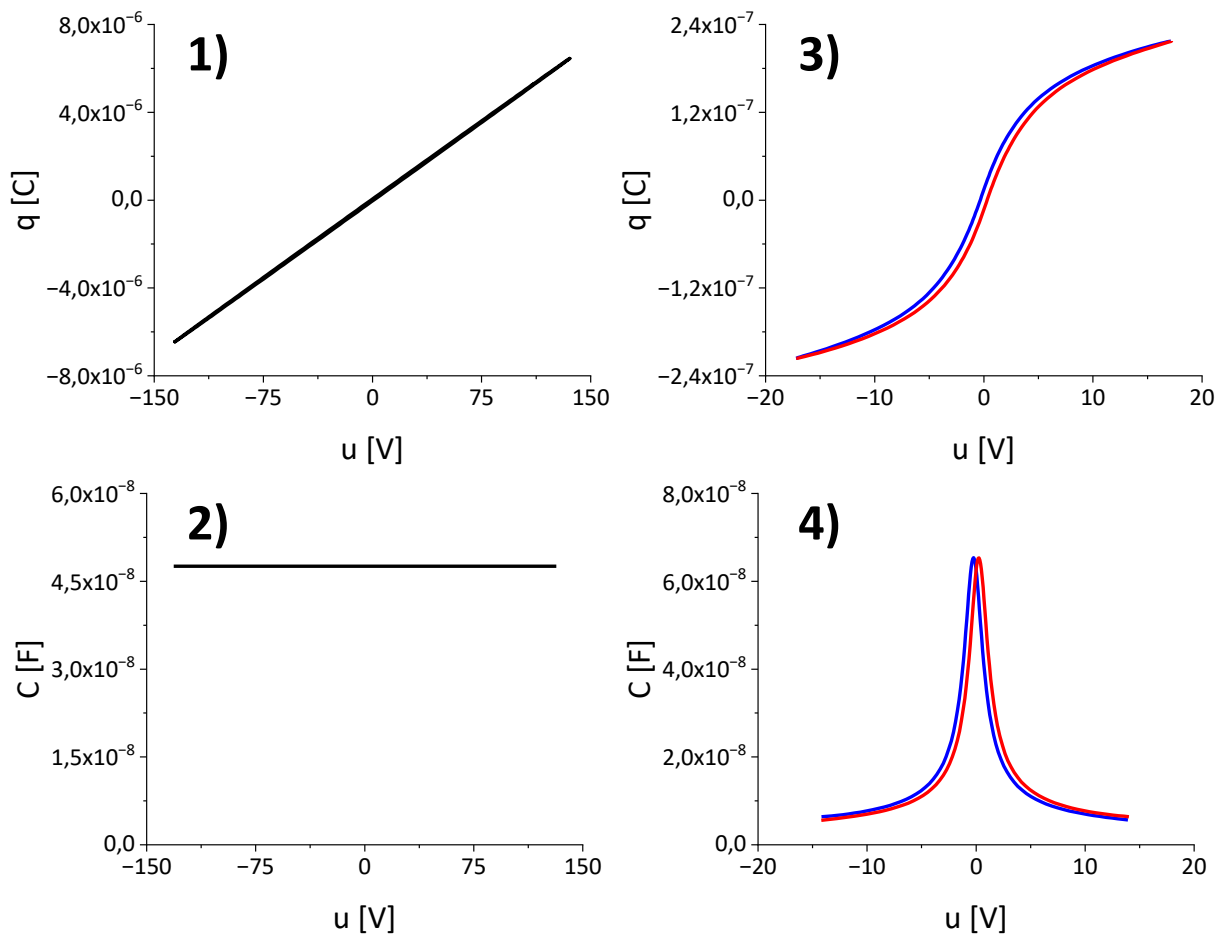 1)
8,0x10⁻⁶
4,0x10⁻⁶
0,0
−4,0x10⁻⁶
−8,0x10⁻⁶
q [C]
−150 −75 0 75 150
u [V]
3)
2,4x10⁻⁷
1,2x10⁻⁷
0,0
−1,2x10⁻⁷
−2,4x10⁻⁷
q [C]
−20 −10 0 10 20
u [V]
2)
6,0x10⁻⁸
4,5x10⁻⁸
3,0x10⁻⁸
1,5x10⁻⁸
0,0
C [F]
−150 −75 0 75 150
u [V]
4)
8,0x10⁻⁸
6,0x10⁻⁸
4,0x10⁻⁸
2,0x10⁻⁸
0,0
C [F]
−20 −10 0 10 20
u [V]